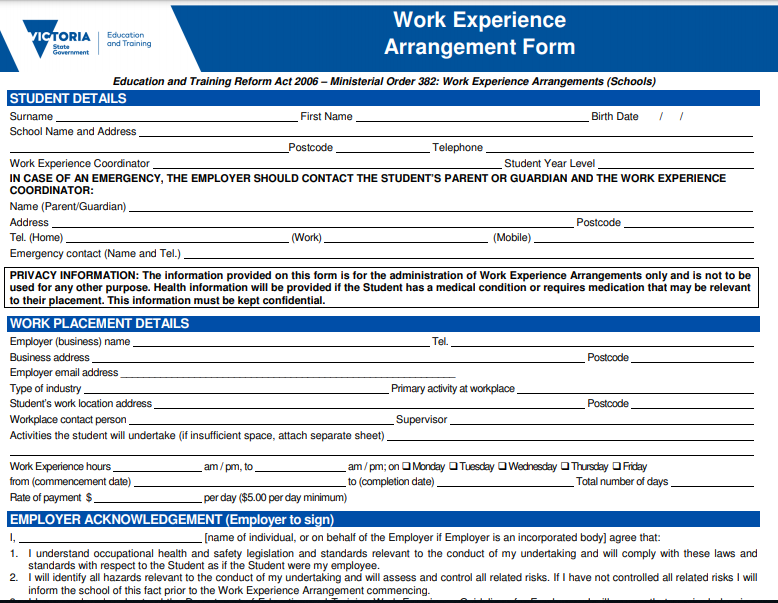 VICTORIA
State
Government
Education
and Training
Work Experience
Arrangement Form
Education and Training Reform Act 2006 – Ministerial Order 382: Work Experience Arrangements (Schools)
STUDENT DETAILS
Surname First Name Birth Date / /
School Name and Address
Postcode Telephone
Work Experience Coordinator Student Year Level
IN CASE OF AN EMERGENCY, THE EMPLOYER SHOULD CONTACT THE STUDENT'S PARENT OR GUARDIAN AND THE WORK EXPERIENCE
COORDINATOR:
Name (Parent/Guardian)
Address Postcode
Tel. (Home) (Work) (Mobile)
Emergency contact (Name and Tel.)
PRIVACY INFORMATION: The information provided on this form is for the administration of Work Experience Arrangements only and is not to be
used for any other purpose. Health information will be provided if the Student has a medical condition or requires medication that may be relevant
to their placement. This information must be kept confidential.
WORK PLACEMENT DETAILS
Employer (business) name Tel.
Business address Postcode
Employer email address
Type of industry Primary activity at workplace
Student's work location address Postcode
Workplace contact person Supervisor
Activities the student will undertake (if insufficient space, attach separate sheet)
Work Experience hours am / pm, to am / pm; on ❑ Monday ❑ Tuesday ❑ Wednesday ❑ Thursday ❑ Friday
from (commencement date) to (completion date) Total number of days
Rate of payment $ per day ($5.00 per day minimum)
EMPLOYER ACKNOWLEDGEMENT (Employer to sign)
I, [name of individual, or on behalf of the Employer if Employer is an incorporated body] agree that:
1. I understand occupational health and safety legislation and standards relevant to the conduct of my undertaking and will comply with these laws and
standards with respect to the Student as if the Student were my employee.
2. I will identify all hazards relevant to the conduct of my undertaking and will assess and control all related risks. If I have not controlled all related risks I will
inform the school of this fact prior to the Work Experience Arrangement commencing.